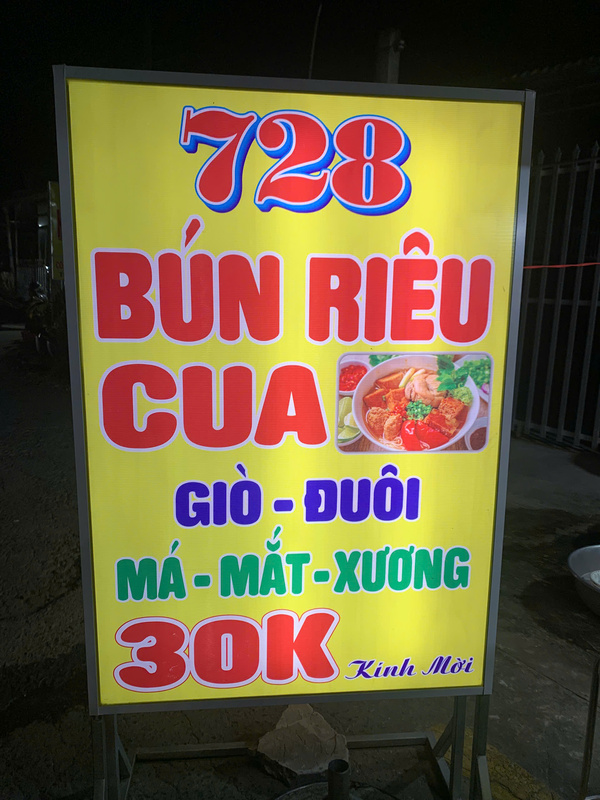 728
BÚN RIÊU
CUA
GIÒ - ĐUÔI
MÁ - MẮT - XƯƠNG
30K
Kính Mời